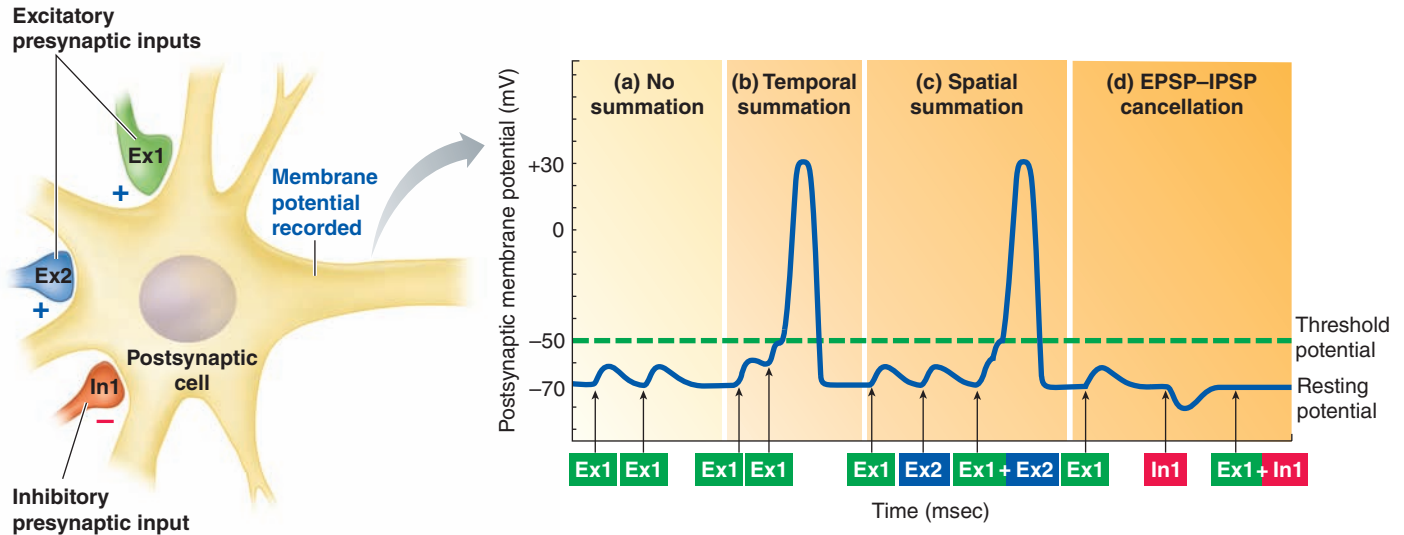 Excitatory
presynaptic inputs
Ex1
+
Ex2
+
In1
–
Postsynaptic
cell
Membrane
potential
recorded
Inhibitory
presynaptic input
Postsynaptic membrane potential (mV)
+30
0
–50
–70
(a) No
summation
(b) Temporal
summation
(c) Spatial
summation
(d) EPSP–IPSP
cancellation
Threshold
potential
Resting
potential
Ex1 Ex1 Ex1 Ex1 Ex1 Ex2 Ex1 + Ex2 Ex1 In1 Ex1 + In1
Time (msec)